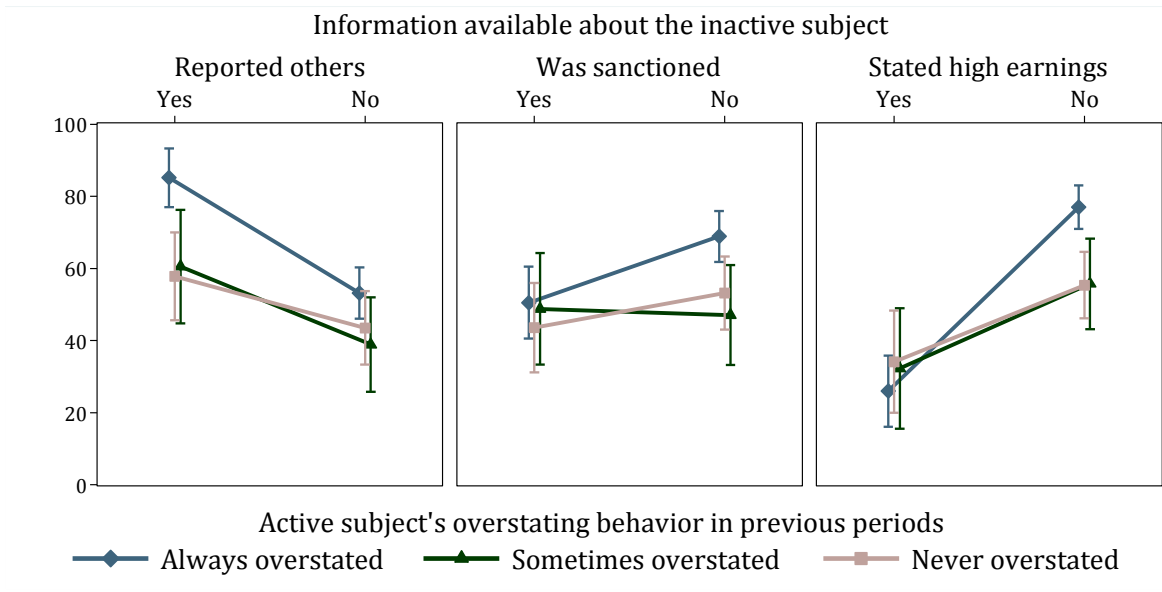 Information available about the inactive subject
Reported others
Was sanctioned
Stated high earnings
Yes No Yes No Yes No
100
80
60
40
20
0
Active subject's overstating behavior in previous periods
Always overstated Sometimes overstated Never overstated